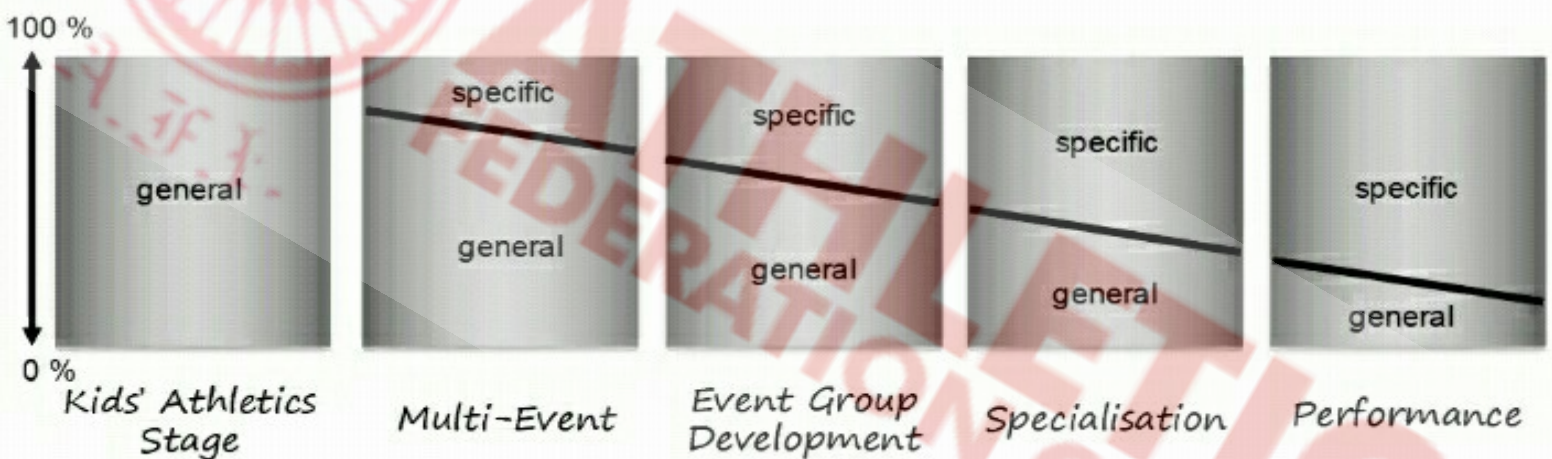 100 %
specific
specific
specific
specific
general
general
general
general
general
0 %
Kids' Athletics
Stage
Multi-Event
Event Group
Development
Specialisation
Performance
A.F.I.
ATHLETIC
FEDERATION